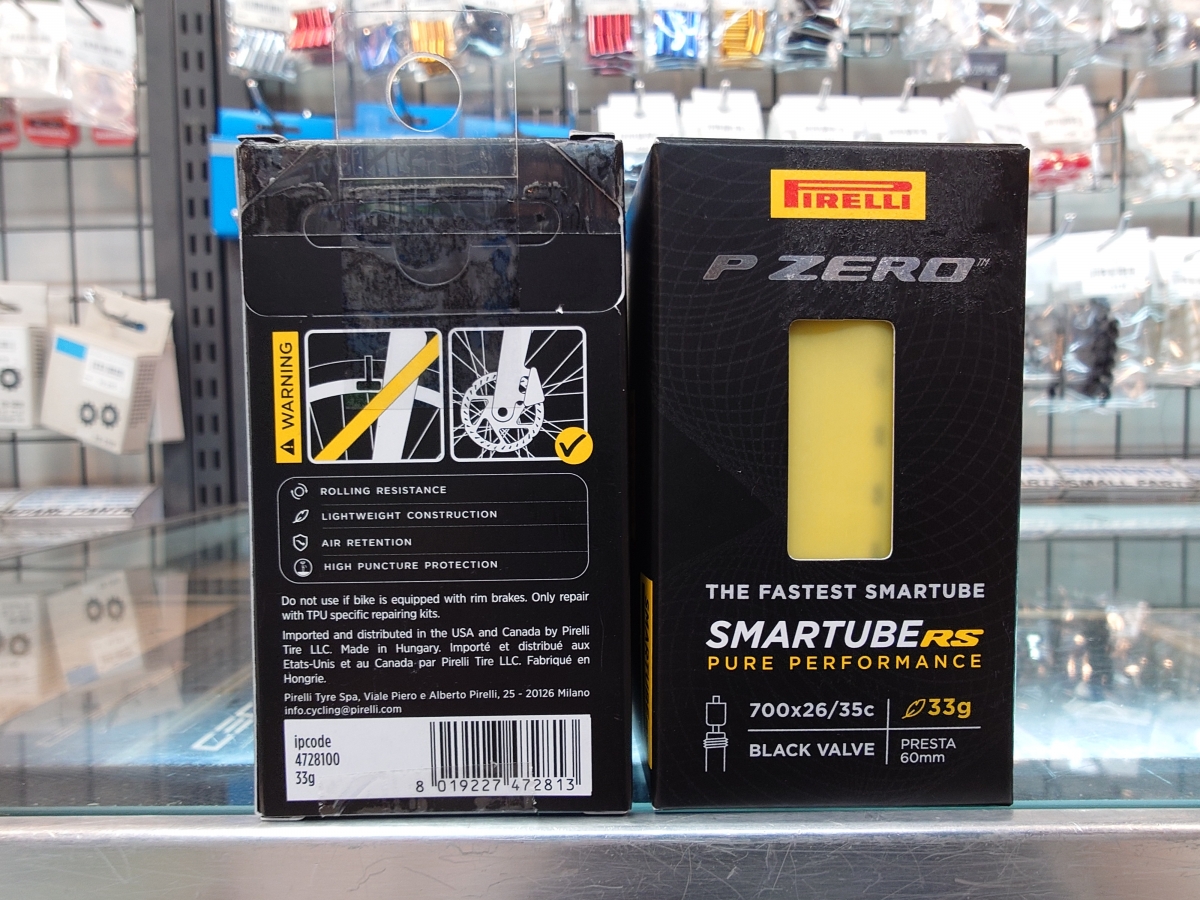 WARNING
ROLLING RESISTANCE
LIGHTWEIGHT CONSTRUCTION
AIR RETENTION
HIGH PUNCTURE PROTECTION
Do not use if bike is equipped with rim brakes. Only repair
with TPU specific repairing kits.
Imported and distributed in the USA and Canada by Pirelli
Tire LLC. Made in Hungary. Importé et distribué aux
Etats-Unis et au Canada par Pirelli Tire LLC. Fabriqué en
Hongrie.
Pirelli Tyre Spa, Viale Piero e Alberto Pirelli, 25 - 20126 Milano
info.cycling@pirelli.com
ipcode
4728100
33g
8 019227 472813
PIRELLI
P ZERO™
THE FASTEST SMARTUBE
SMARTUBE RS
PURE PERFORMANCE
700x26/35c
33g
BLACK VALVE
PRESTA
60mm